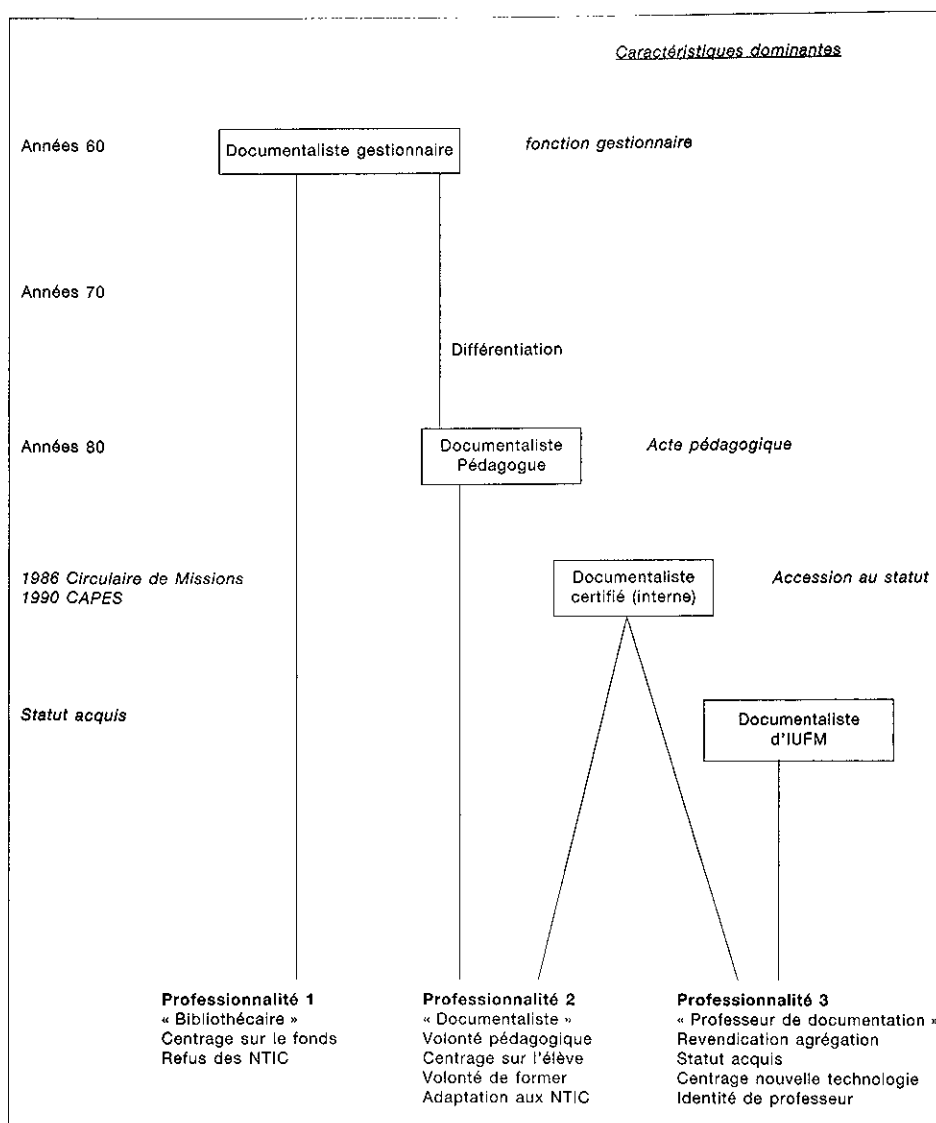 Caractéristiques dominantes
Années 60
Documentaliste gestionnaire
fonction gestionnaire
Années 70
Différentiation
Années 80
Documentaliste
Pédagogue
Acte pédagogique
1986 Circulaire de Missions
1990 CAPES
Documentaliste
certifié (interne)
Accession au statut
Statut acquis
Documentaliste
d'IUFM
Professionnalité 1
« Bibliothécaire »
Centrage sur le fonds
Refus des NTIC
Professionnalité 2
« Documentaliste »
Volonté pédagogique
Centrage sur l'élève
Volonté de former
Adaptation aux NTIC
Professionnalité 3
« Professeur de documentation »
Revendication agrégation
Statut acquis
Centrage nouvelle technologie
Identité de professeur